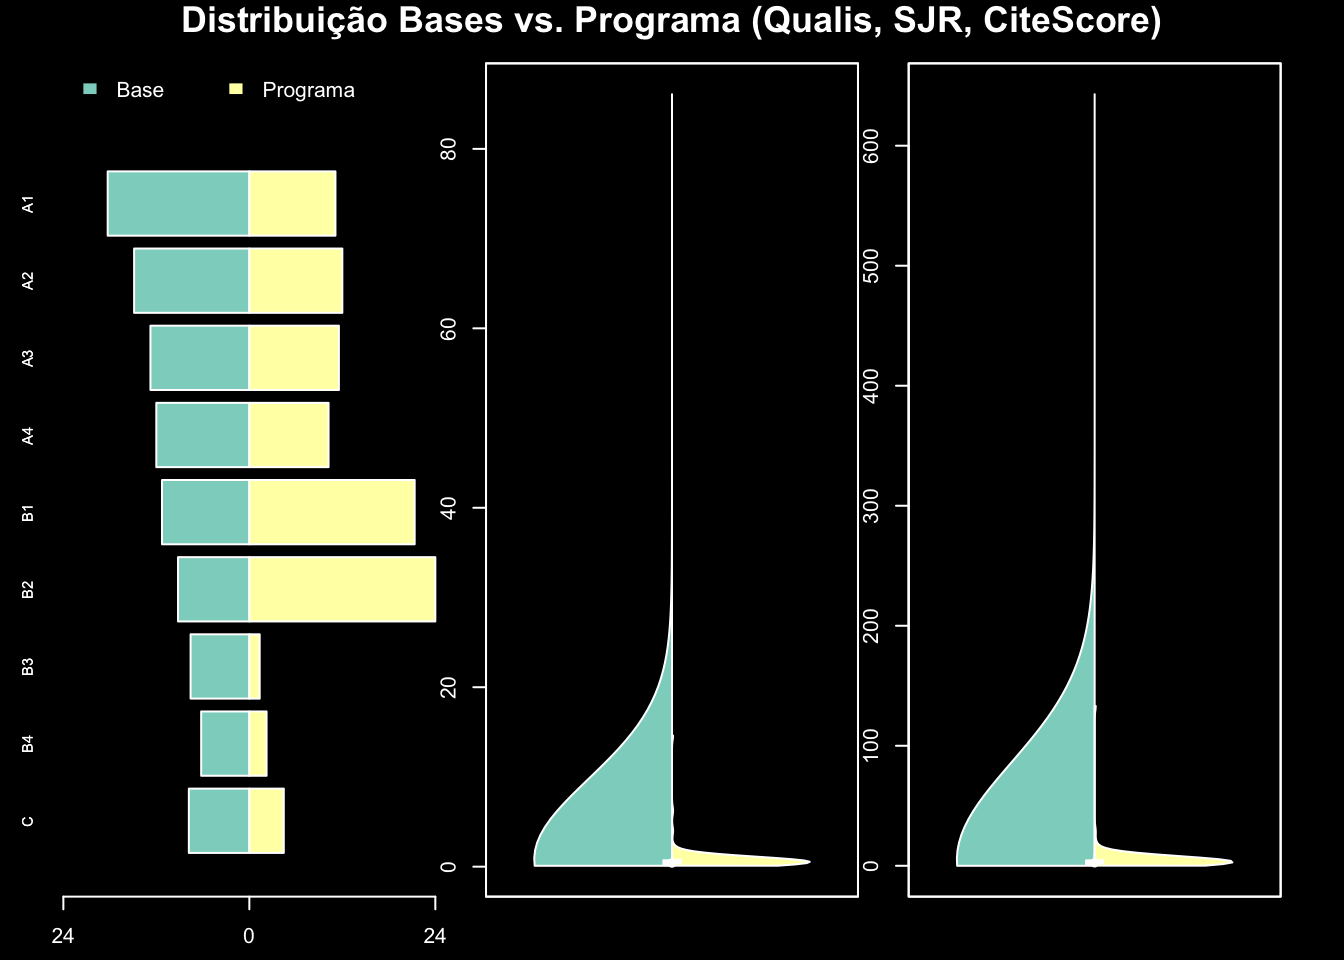 Distribuição Bases vs. Programa (Qualis, SJR, CiteScore)
Base
Programa
A1
A2
A3
A4
B1
B2
B3
B4
C
24
0
24
80
60
40
20
0
600
500
400
300
200
100
0